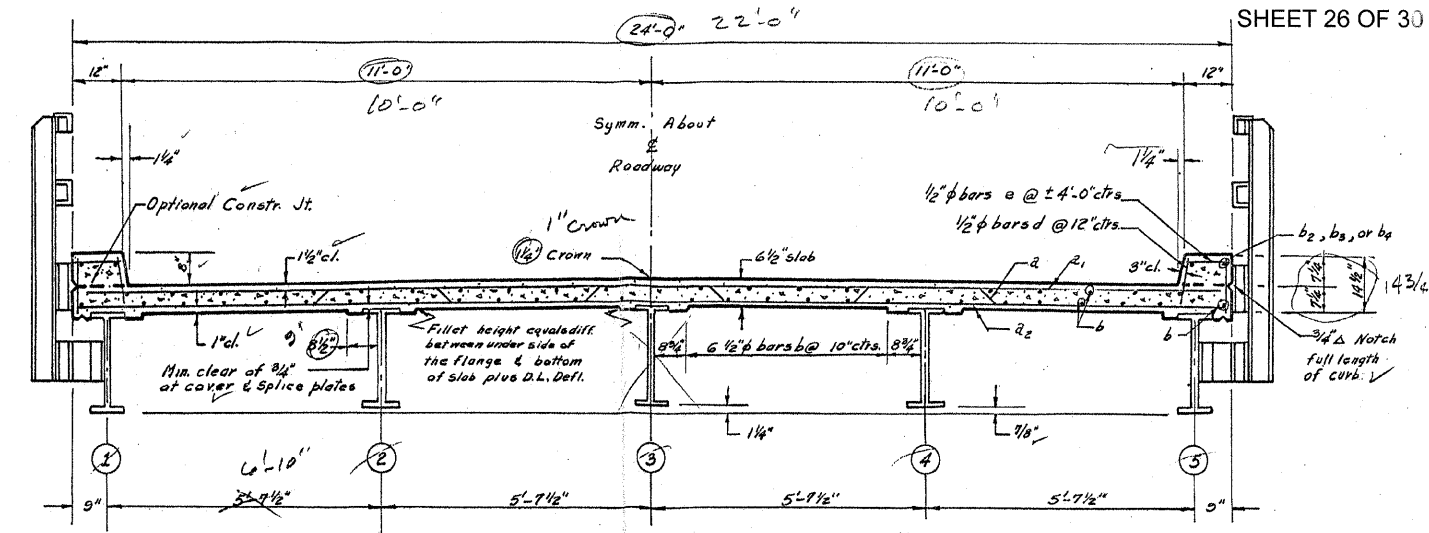 SHEET 26 OF 30
24'-0" 22'-0"
12" 11'-0" 11'-0" 12"
10'-0" 10'-0"
Symm. About
℄
Roadway
1¼" 1¼"
Optional Constr. Jt.
½" φ bars e @ ± 4'-0" ctrs.
½" φ bars d @ 12" ctrs.
b2, b3, or b4
1" Crown
1¼" Crown
8" 1½" cl. 6½" slab a a1 3" cl.
7¼" 7¼" 14½" 14 3/4
1" cl. 9" 8½"
Fillet height equals diff.
between under side of
the flange & bottom
of slab plus D.L. Defl.
8¾" 6 ½" φ bars b @ 10" ctrs. 8¾"
a2 b b
¾" Δ Notch
full length
of curb.
Min. clear of ¾"
at cover & Splice plates
1¼" 7/8"
1 2 3 4 5
6'-10"
9" 5'-7½" 5'-7½" 5'-7½" 5'-7½" 9"